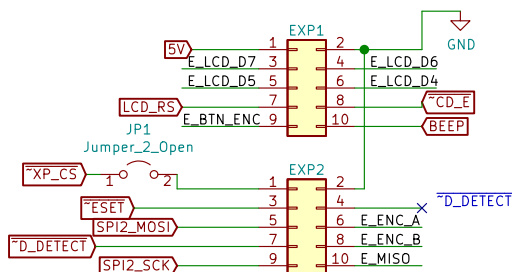 EXP1
5V 1 2
GND
E_LCD_D7 3 4 E_LCD_D6
E_LCD_D5 5 6 E_LCD_D4
LCD_RS 7 8 ~CD_E
E_BTN_ENC 9 10 BEEP
JP1
Jumper_2_Open
EXP2
~XP_CS 1 2 1 2
~ESET 3 4 ~D_DETECT
SPI2_MOSI 5 6 E_ENC_A
~D_DETECT 7 8 E_ENC_B
SPI2_SCK 9 10 E_MISO